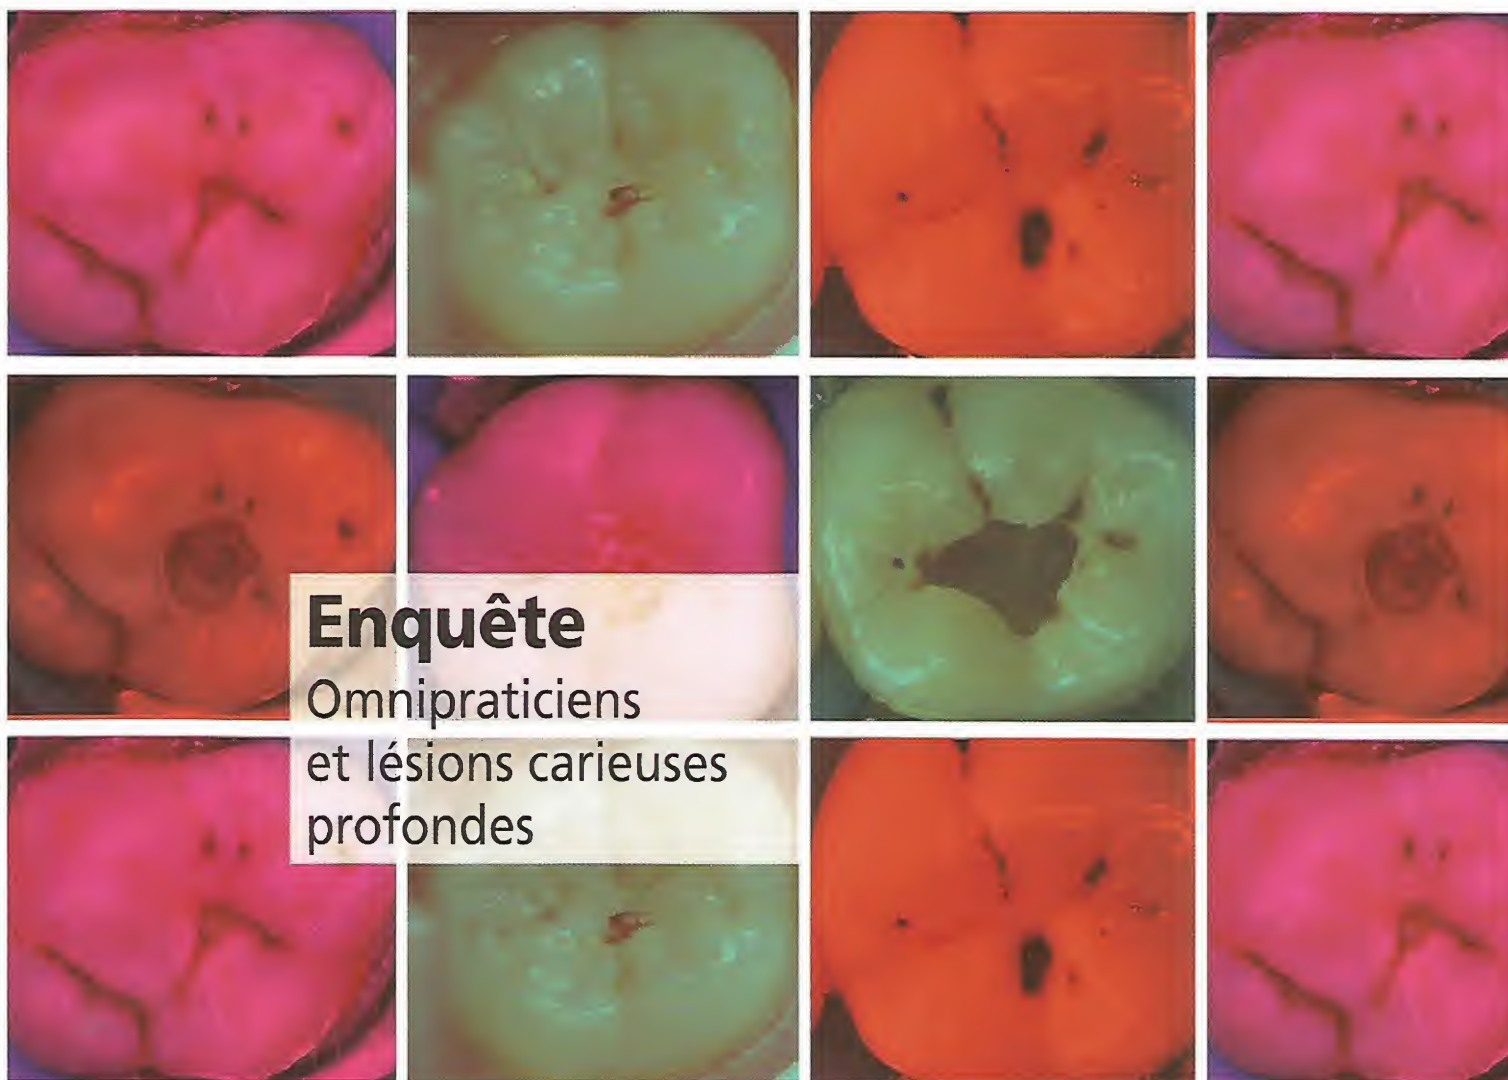 Enquête
Omnipraticiens
et lésions carieuses
profondes